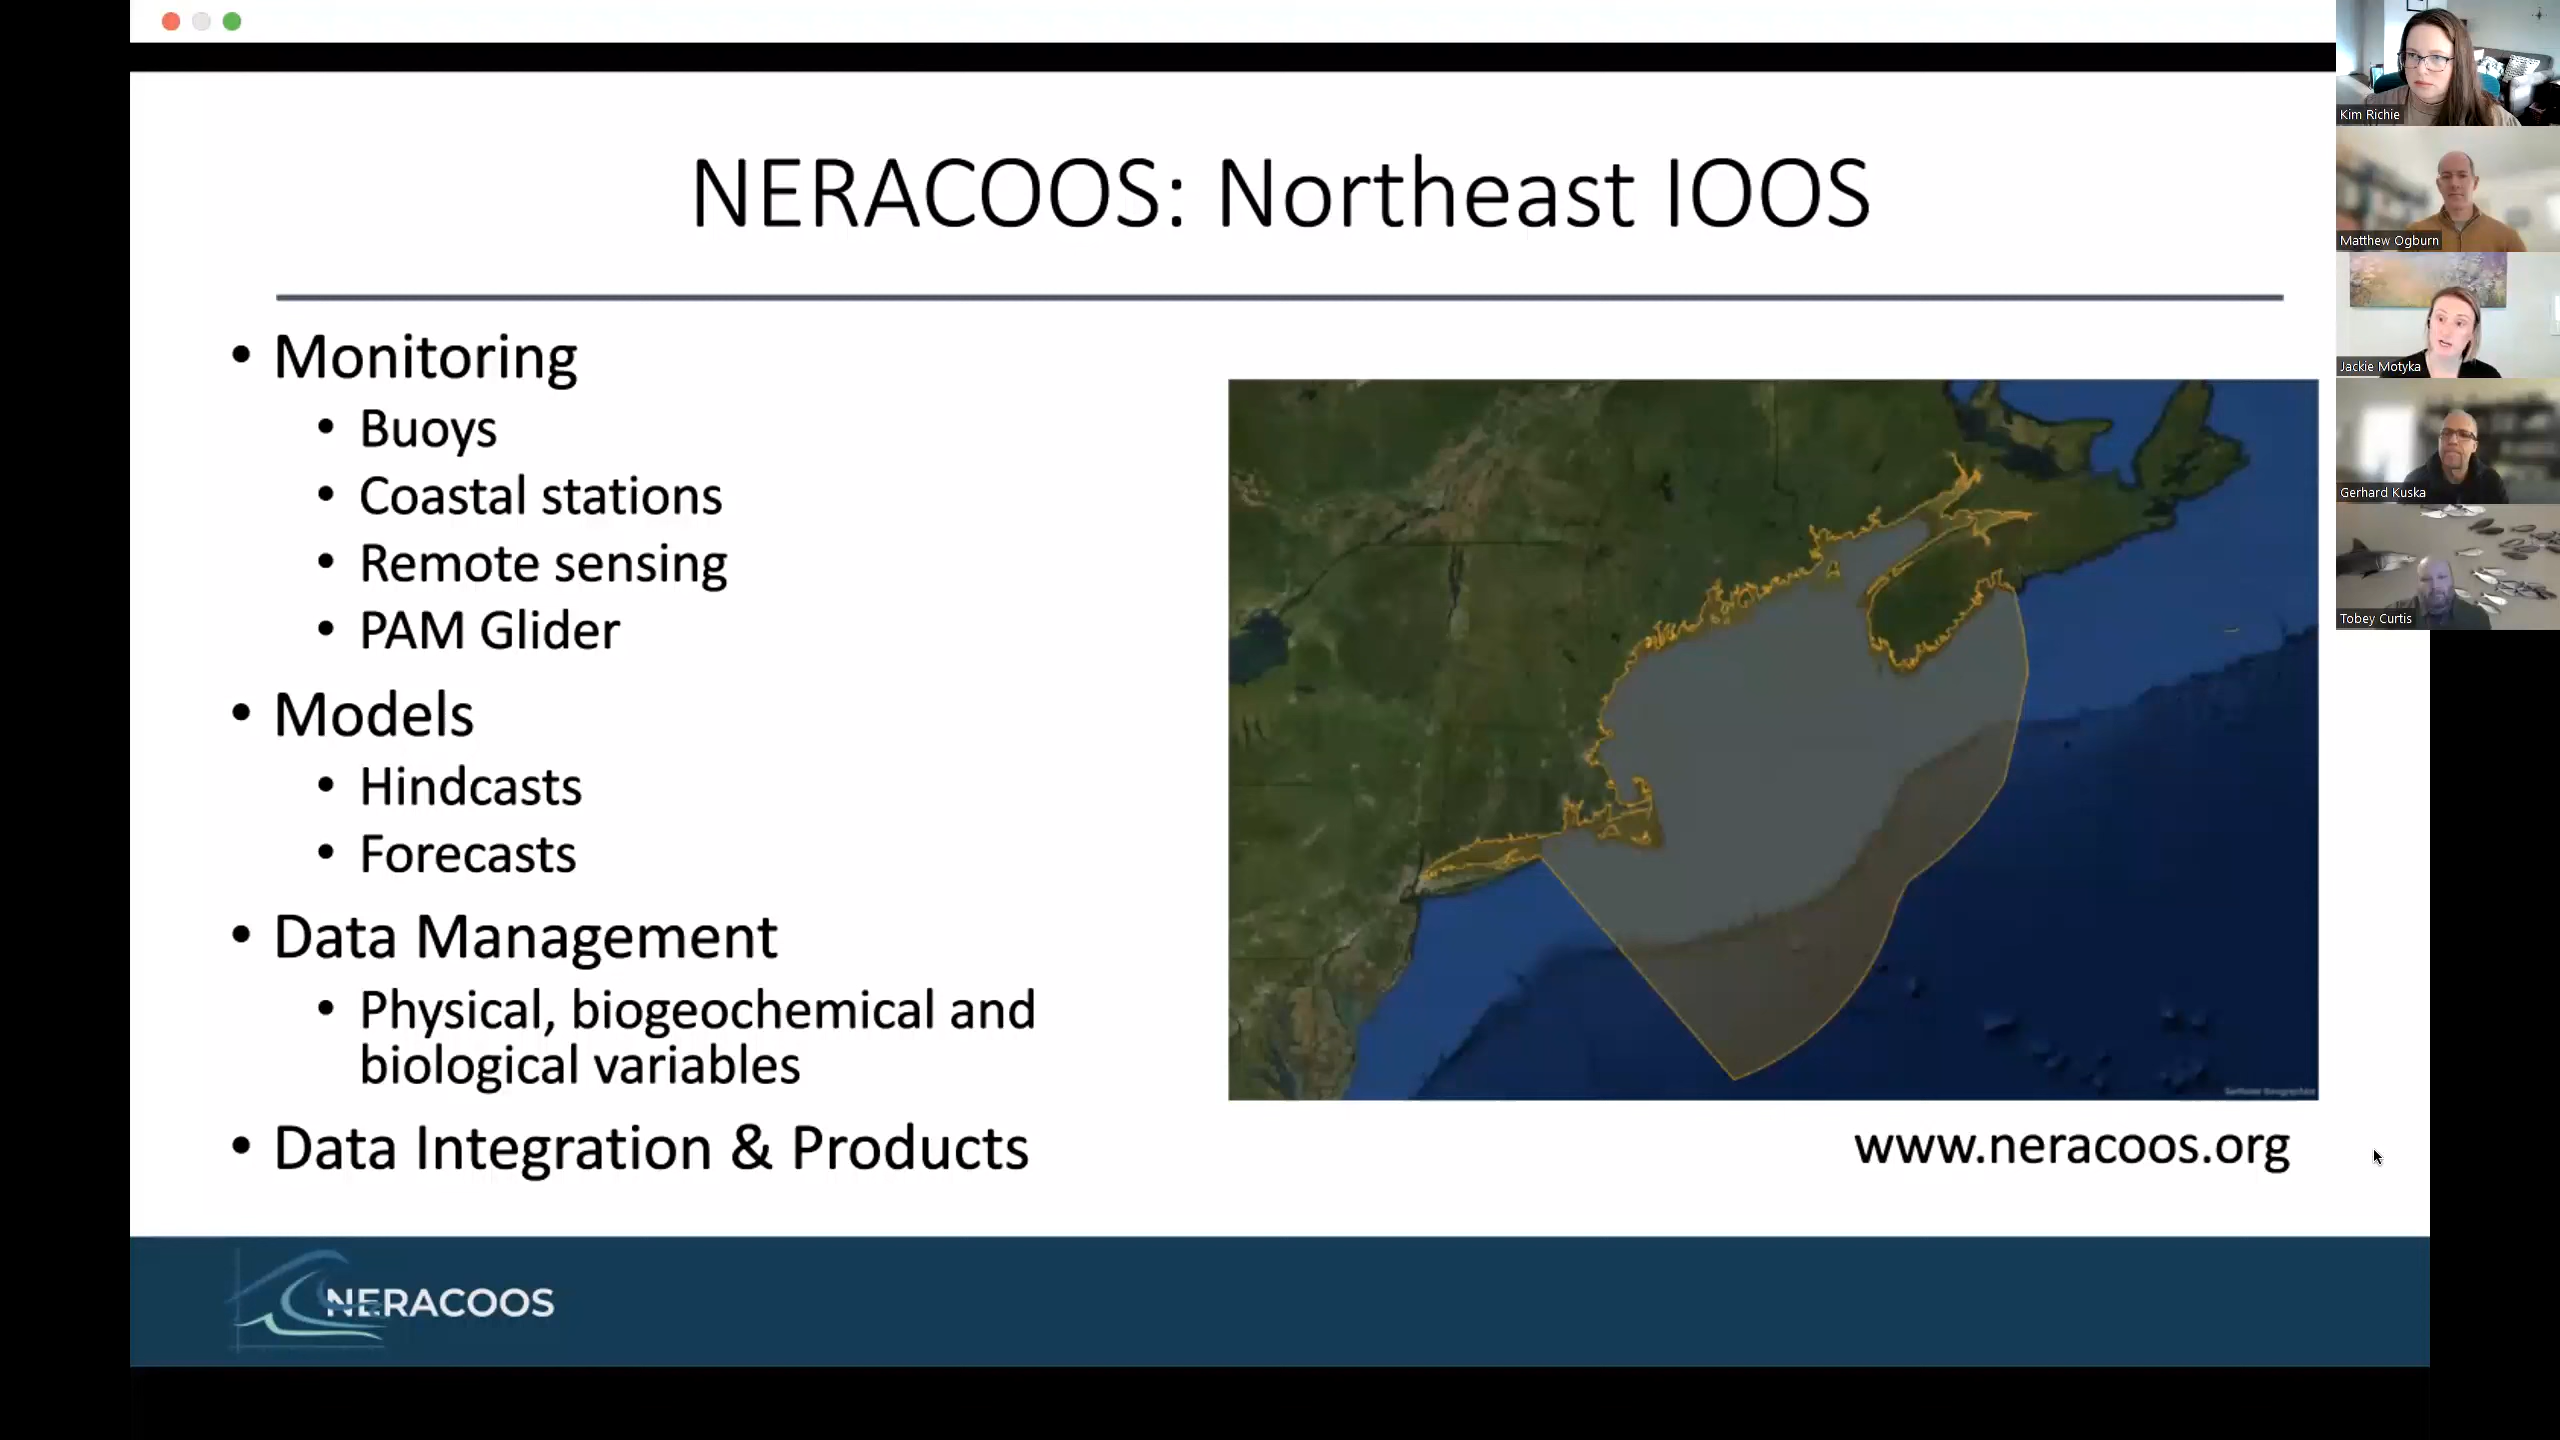 NERACOOS: Northeast IOOS
• Monitoring
• Buoys
• Coastal stations
• Remote sensing
• PAM Glider
• Models
• Hindcasts
• Forecasts
• Data Management
• Physical, biogeochemical and
biological variables
• Data Integration & Products
www.neracoos.org
NERACOOS
Kim Richie
Matthew Ogburn
Jackie Motyka
Gerhard Kuska
Tobey Curtis